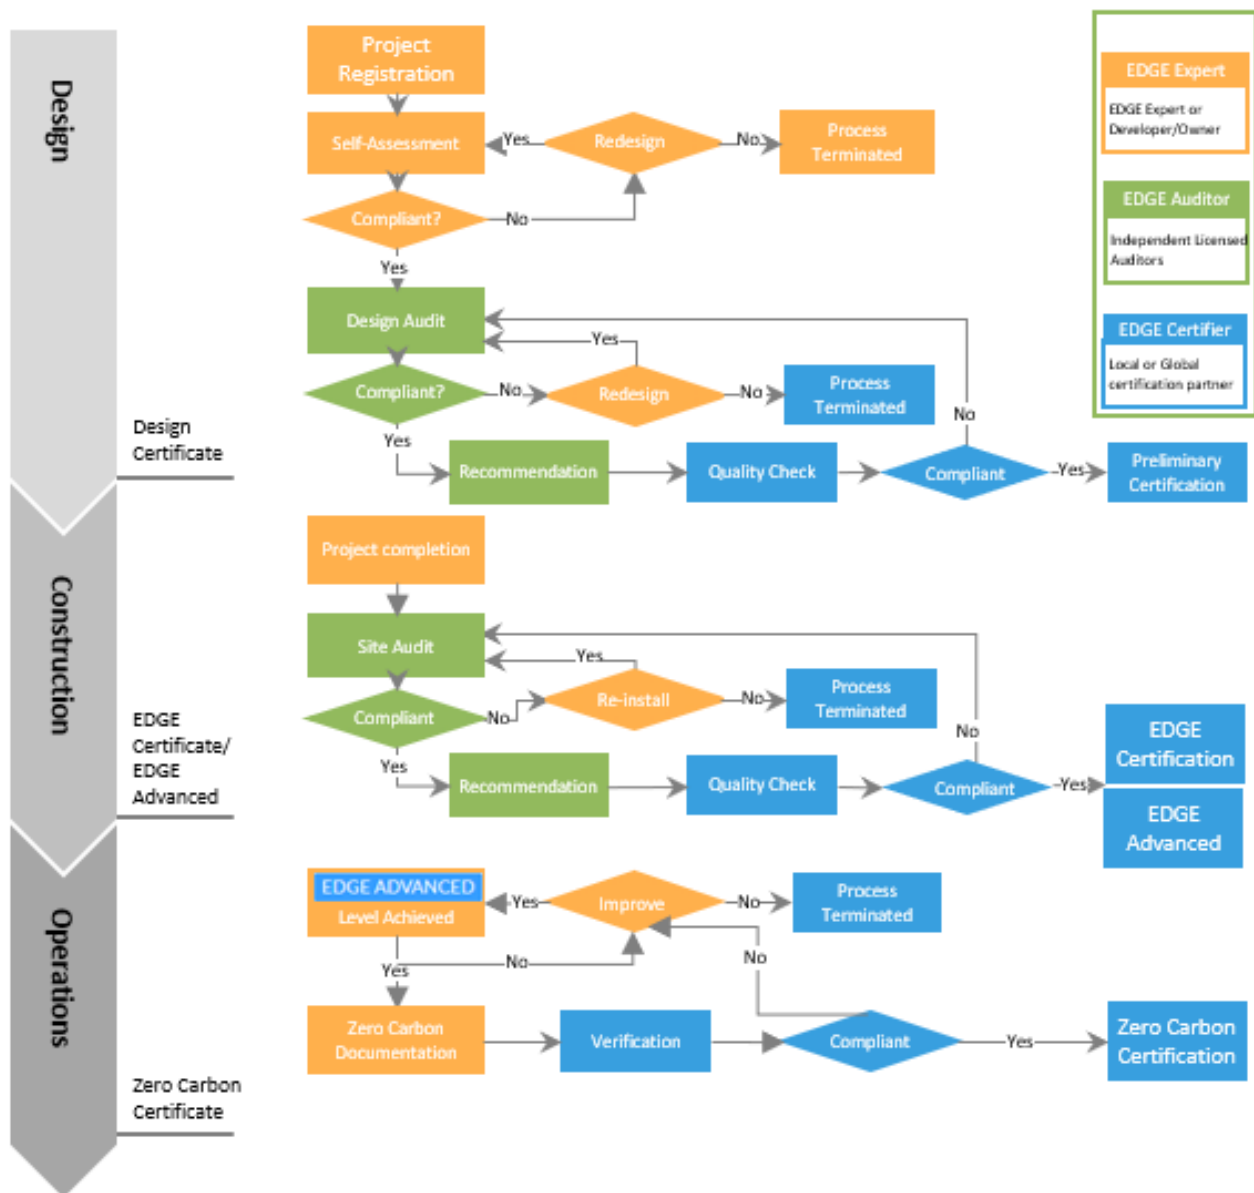 Design
Project
Registration
Self-Assessment
Yes
Redesign
No
Process
Terminated
Compliant?
No
Yes
Design Audit
Yes
Compliant?
No
Redesign
No
Process
Terminated
No
Yes
Recommendation
Quality Check
Compliant
Yes
Preliminary
Certification
Design
Certificate
EDGE Expert
EDGE Expert or
Developer/Owner
EDGE Auditor
Independent Licensed
Auditors
EDGE Certifier
Local or Global
certification partner
Construction
Project completion
Site Audit
Yes
Compliant
No
Re-install
No
Process
Terminated
No
Yes
Recommendation
Quality Check
Compliant
Yes
EDGE
Certification
EDGE
Advanced
EDGE
Certificate/
EDGE
Advanced
Operations
EDGE ADVANCED
Level Achieved
Yes
Improve
No
Process
Terminated
Yes
No
No
Zero Carbon
Documentation
Verification
Compliant
Yes
Zero Carbon
Certification
Zero Carbon
Certificate